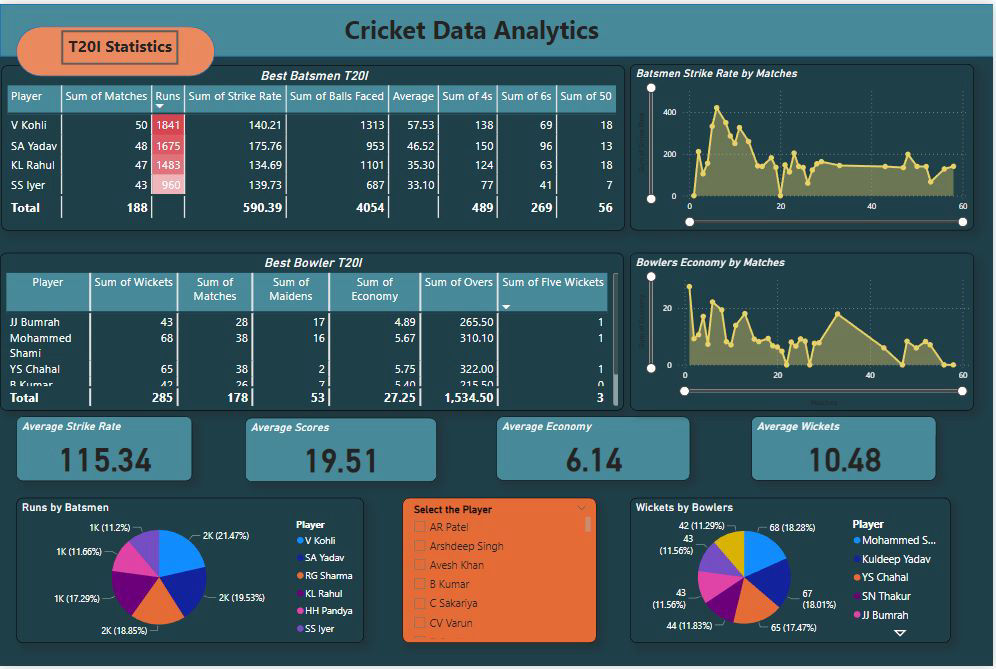 Cricket Data Analytics
T20I Statistics
Best Batsmen T20I
Player Sum of Matches Runs Sum of Strike Rate Sum of Balls Faced Average Sum of 4s Sum of 6s Sum of 50
V Kohli 50 1841 140.21 1313 57.53 138 69 18
SA Yadav 48 1675 175.76 953 46.52 150 96 13
KL Rahul 47 1483 134.69 1101 35.30 124 63 18
SS Iyer 43 960 139.73 687 33.10 77 41 7
Total 188 590.39 4054 489 269 56
Batsmen Strike Rate by Matches
400
200
0
0 20 40 60
Best Bowler T20I
Player Sum of Wickets Sum of Matches Sum of Maidens Sum of Economy Sum of Overs Sum of FIve Wickets
JJ Bumrah 43 28 17 4.89 265.50 1
Mohammed Shami 68 38 16 5.67 310.10 1
YS Chahal 65 38 2 5.75 322.00 1
B Kumar 42 26 7 5.40 215.50 0
Total 285 178 53 27.25 1,534.50 3
Bowlers Economy by Matches
20
0
0 20 40 60
Matches
Average Strike Rate
115.34
Average Scores
19.51
Average Economy
6.14
Average Wickets
10.48
Runs by Batsmen
1K (11.2%)
2K (21.47%)
1K (11.66%)
1K (17.29%)
2K (19.53%)
2K (18.85%)
Player
V Kohli
SA Yadav
RG Sharma
KL Rahul
HH Pandya
SS Iyer
Select the Player
AR Patel
Arshdeep Singh
Avesh Khan
B Kumar
C Sakariya
CV Varun
Wickets by Bowlers
42 (11.29%)
68 (18.28%)
43
(11.56%)
43
(11.56%)
67
(18.01%)
44 (11.83%)
65 (17.47%)
Player
Mohammed S...
Kuldeep Yadav
YS Chahal
SN Thakur
JJ Bumrah